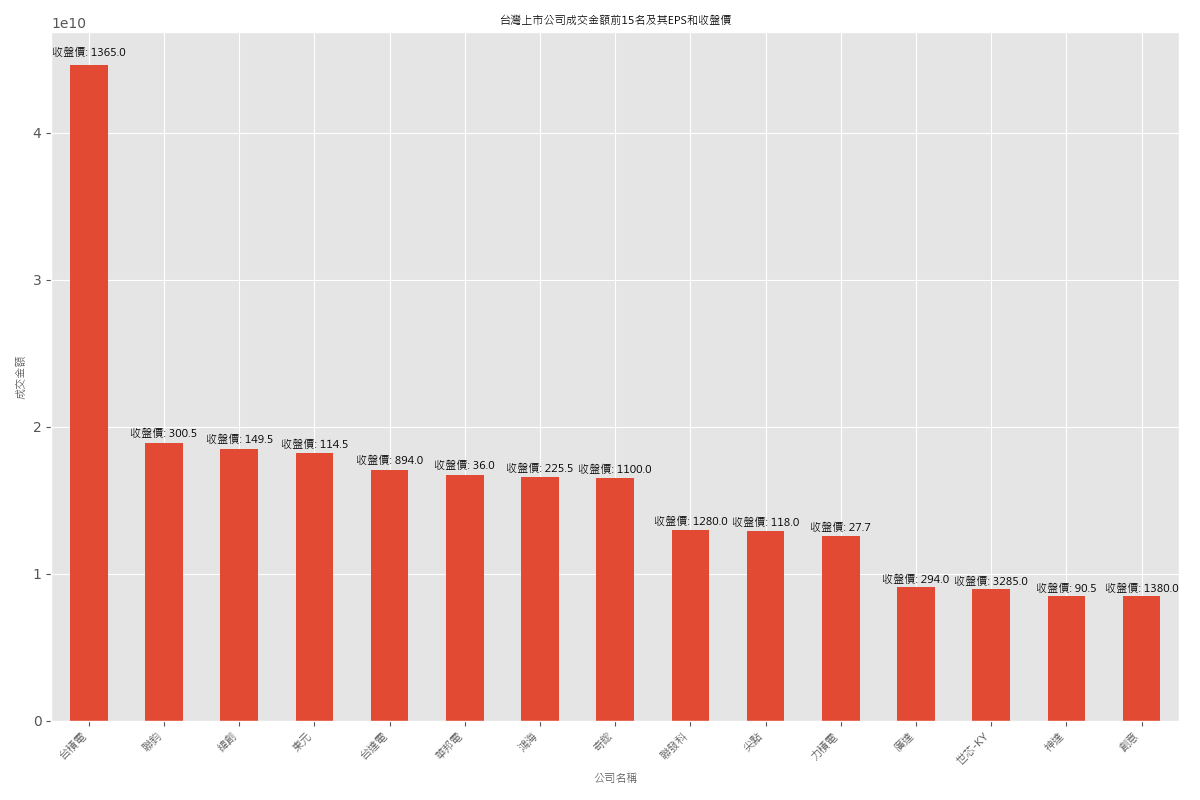 台灣上市公司成交金額前15名及其EPS和收盤價
1e10
收盤價: 1365.0
4
3
2
1
0
成交金額
收盤價: 300.5
收盤價: 149.5
收盤價: 114.5
收盤價: 894.0
收盤價: 36.0
收盤價: 225.5
收盤價: 1100.0
收盤價: 1280.0
收盤價: 118.0
收盤價: 27.7
收盤價: 294.0
收盤價: 3285.0
收盤價: 90.5
收盤價: 1380.0
台積電
聯鈞
緯創
東元
台達電
華邦電
鴻海
奇鋐
聯發科
尖點
力積電
廣達
世芯-KY
神達
創意
公司名稱